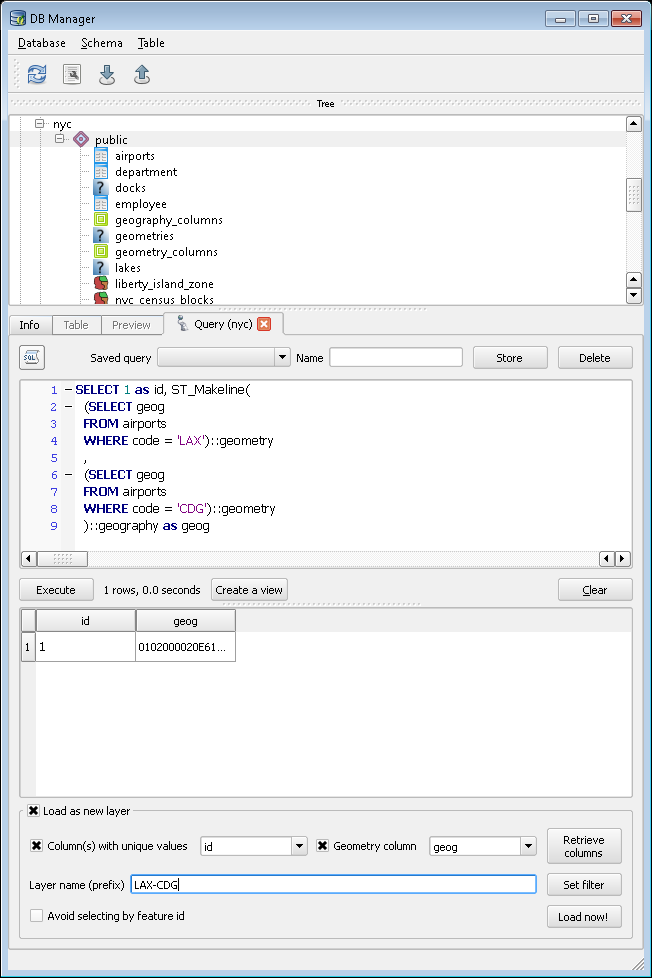 DB Manager
Database Schema Table
Tree
nyc
public
airports
department
? docks
employee
geography_columns
? geometries
geometry_columns
? lakes
liberty_island_zone
nyc_census_blocks
Info Table Preview Query (nyc)
SQL Saved query Name Store Delete
1 SELECT 1 as id, ST_Makeline(
2 (SELECT geog
3 FROM airports
4 WHERE code = 'LAX')::geometry
5 ,
6 (SELECT geog
7 FROM airports
8 WHERE code = 'CDG')::geometry
9 )::geography as geog
Execute 1 rows, 0.0 seconds Create a view Clear
id geog
1 1 0102000020E61...
Load as new layer
Column(s) with unique values id Geometry column geog Retrieve
columns
Layer name (prefix) LAX-CDG Set filter
Avoid selecting by feature id Load now!